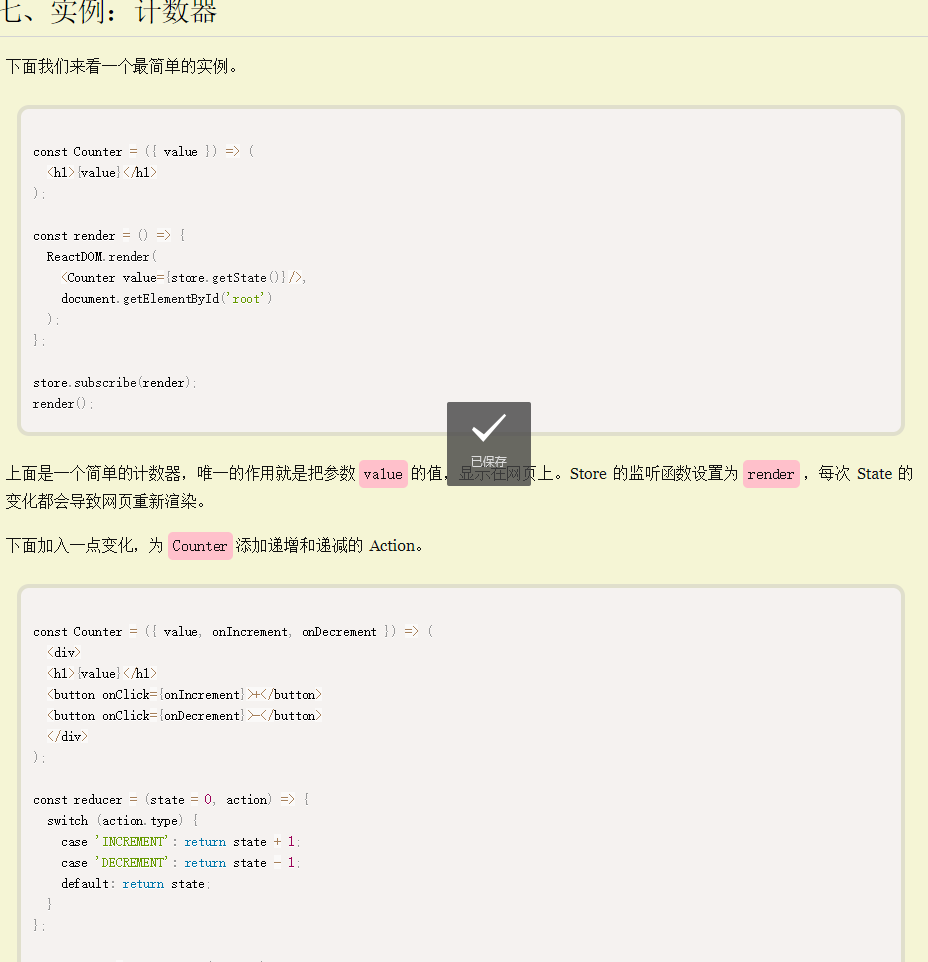 七、实例：计数器
下面我们来看一个最简单的实例。
const Counter = ({ value }) => (
  <h1>{value}</h1>
);
const render = () => {
  ReactDOM.render(
    <Counter value={store.getState()}/>,
    document.getElementById('root')
  );
};
store.subscribe(render);
render();
已保存
上面是一个简单的计数器，唯一的作用就是把参数 value 的值，显示在网页上。Store 的监听函数设置为 render，每次 State 的
变化都会导致网页重新渲染。
下面加入一点变化，为 Counter 添加递增和递减的 Action。
const Counter = ({ value, onIncrement, onDecrement }) => (
  <div>
  <h1>{value}</h1>
  <button onClick={onIncrement}>+</button>
  <button onClick={onDecrement}>-</button>
  </div>
);
const reducer = (state = 0, action) => {
  switch (action.type) {
    case 'INCREMENT': return state + 1;
    case 'DECREMENT': return state - 1;
    default: return state;
  }
};